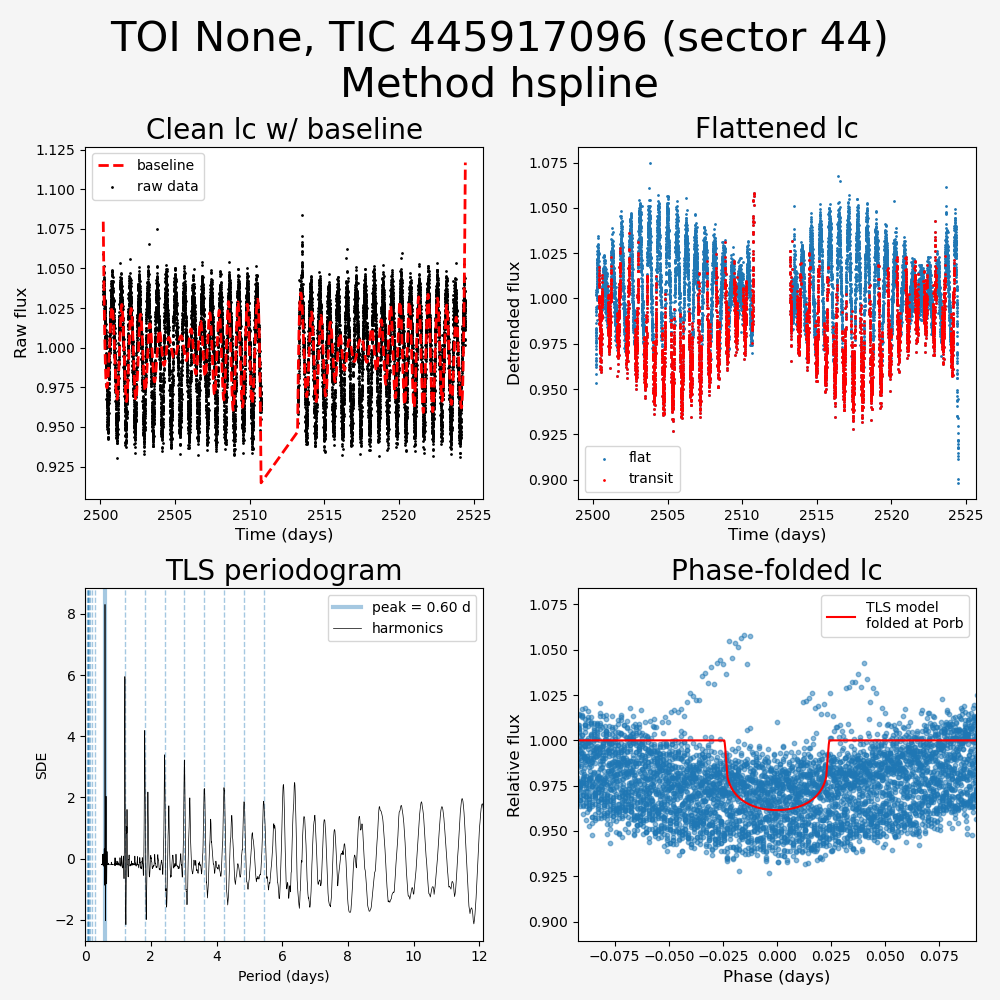 TOI None, TIC 445917096 (sector 44)
Method hspline
Clean lc w/ baseline
Flattened lc
1.125
1.100
1.075
1.050
1.025
1.000
0.975
0.950
0.925
Raw flux
baseline
raw data
2500
2505
2510
2515
2520
2525
Time (days)
1.075
1.050
1.025
1.000
0.975
0.950
0.925
0.900
Detrended flux
flat
transit
2500
2505
2510
2515
2520
2525
Time (days)
TLS periodogram
Phase-folded lc
8
6
4
2
0
−2
SDE
peak = 0.60 d
harmonics
0
2
4
6
8
10
12
Period (days)
1.075
1.050
1.025
1.000
0.975
0.950
0.925
0.900
Relative flux
TLS model
folded at Porb
−0.075
−0.050
−0.025
0.000
0.025
0.050
0.075
Phase (days)